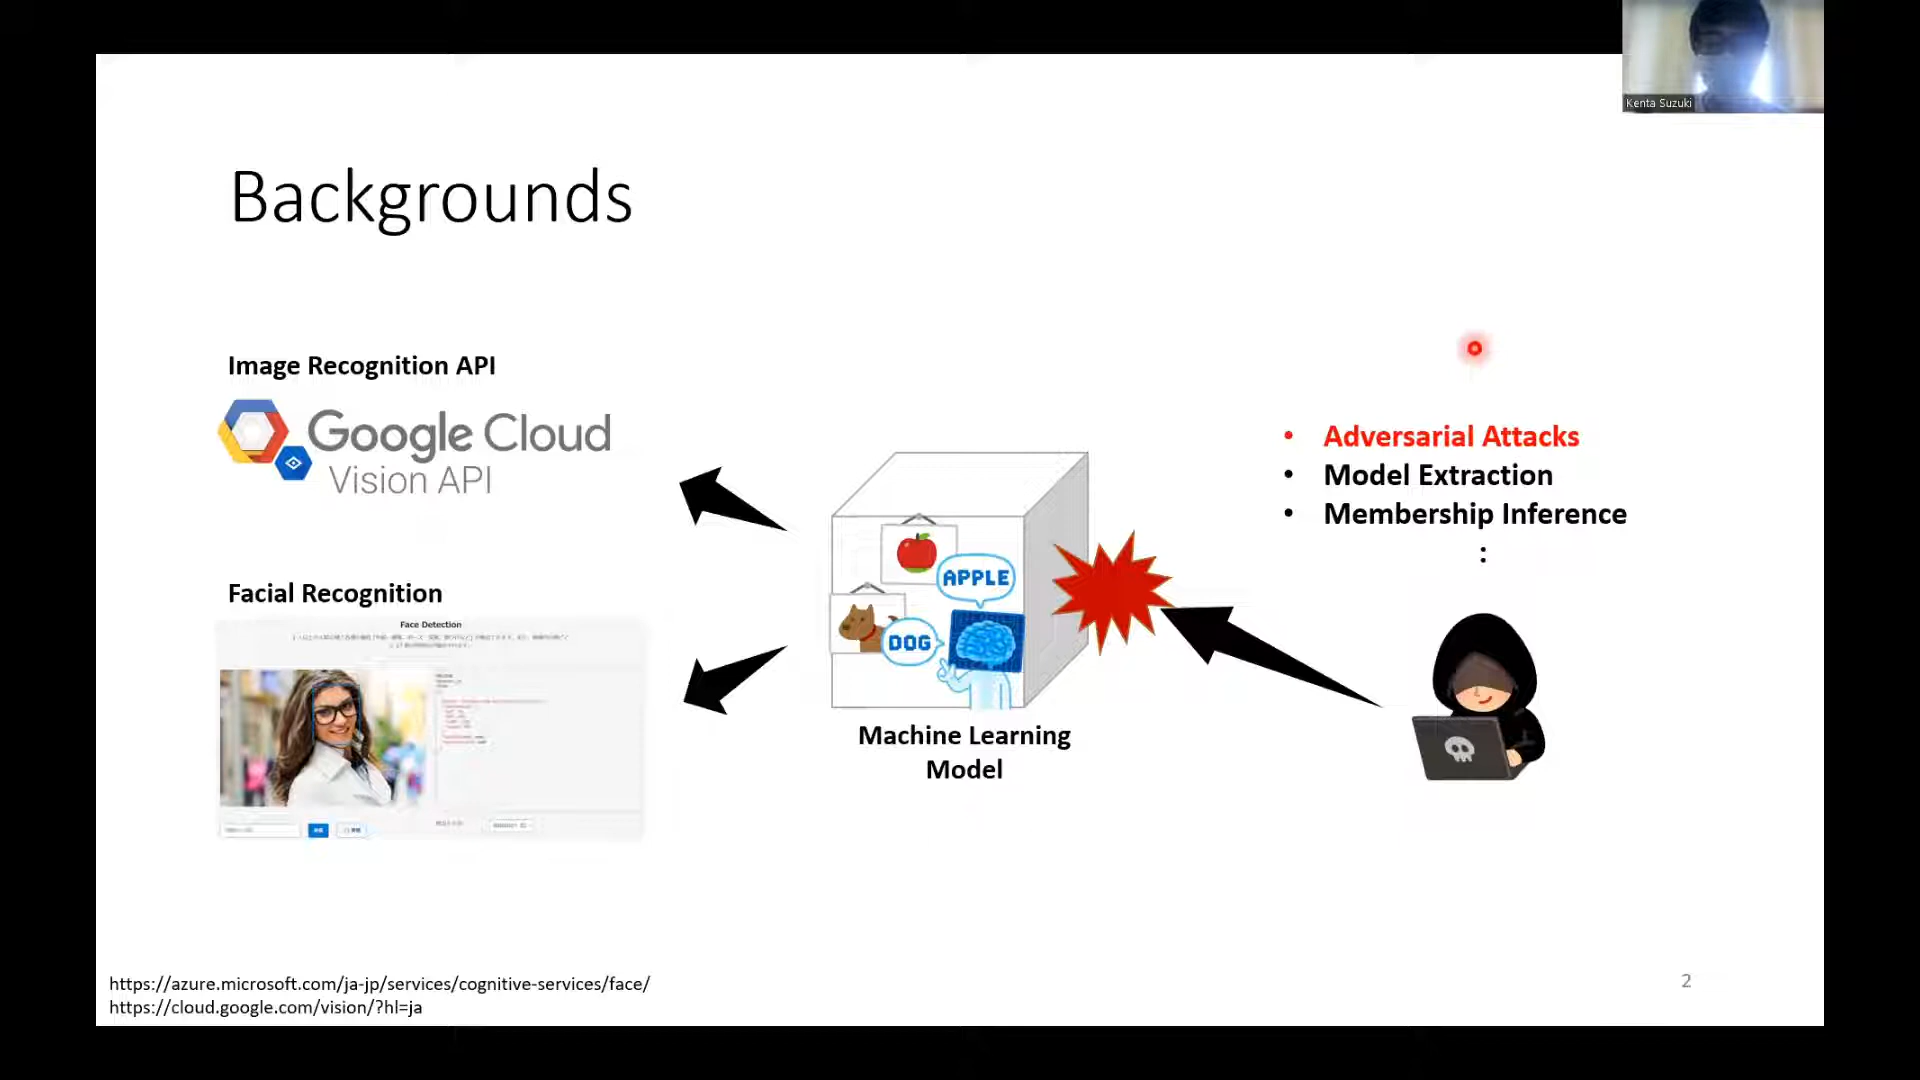 Kenta Suzuki
Backgrounds
Image Recognition API
Google Cloud
Vision API
Facial Recognition
Face Detection
APPLE
DOG
Machine Learning
Model
• Adversarial Attacks
• Model Extraction
• Membership Inference
:
https://azure.microsoft.com/ja-jp/services/cognitive-services/face/
https://cloud.google.com/vision/?hl=ja
2